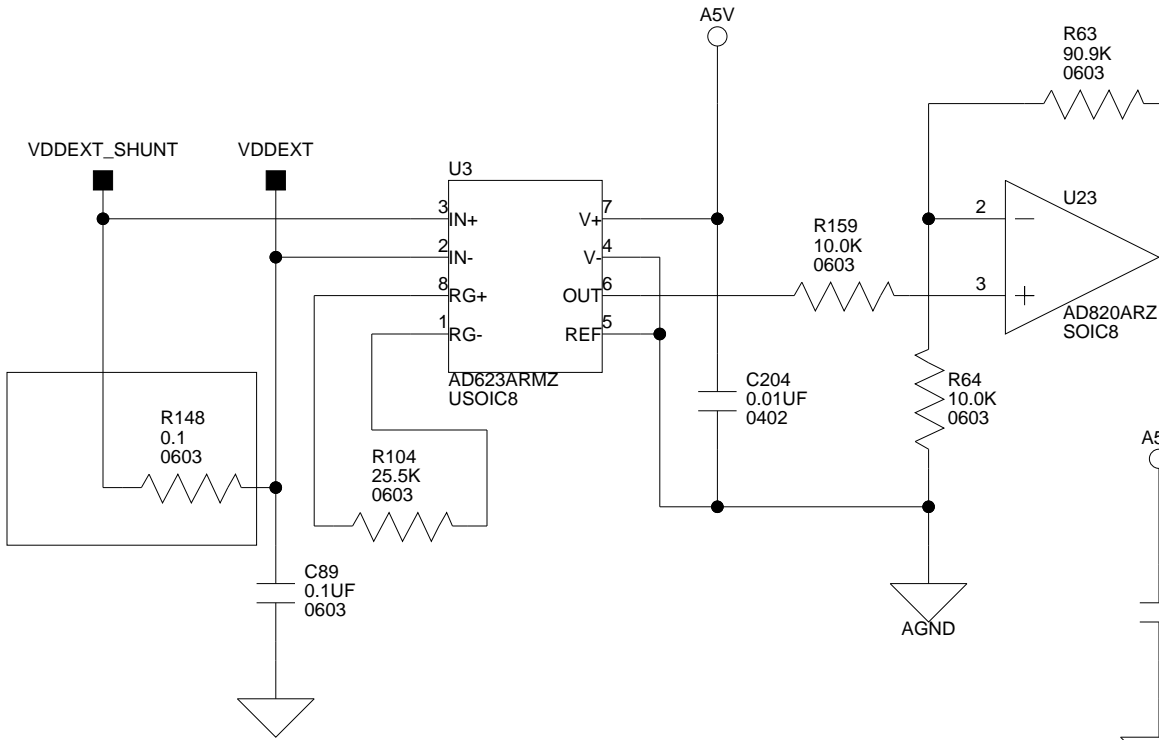 A5V
R63
90.9K
0603
VDDEXT_SHUNT
VDDEXT
U3
3
IN+
2
IN-
8
RG+
1
RG-
V+
7
V-
4
OUT
6
REF
5
AD623ARMZ
USOIC8
R159
10.0K
0603
U23
2
3
AD820ARZ
SOIC8
R148
0.1
0603
R104
25.5K
0603
C204
0.01UF
0402
R64
10.0K
0603
A5
C89
0.1UF
0603
AGND